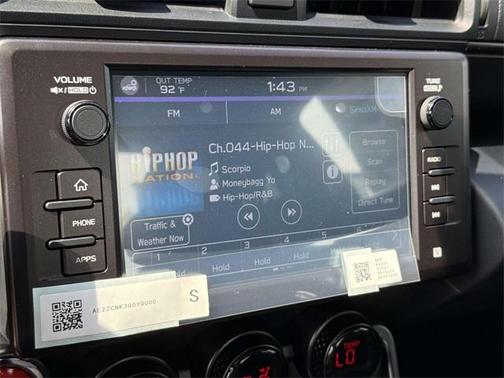 VOLUME
HOLD
OUT TEMP
92 °F
1:43 PM
TUNE
FM
AM
SiriusXM
Ch.044-Hip-Hop N...
Scorpio
Moneybagg Yo
Hip-Hop/R&B
HIPHOP
NATION
Browse
Scan
Replay
Direct Tune
RADIO
PHONE
APPS
Traffic &
Weather Now
1 2 3 4 5 6
Hold Hold Hold Hold
AE2ZCNK3G0Y0000
S
LO